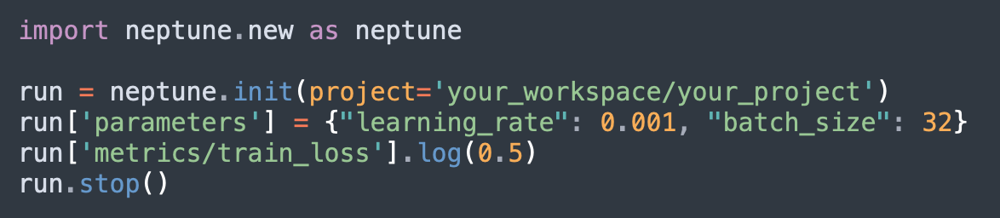 import neptune.new as neptune
run = neptune.init(project='your_workspace/your_project')
run['parameters'] = {"learning_rate": 0.001, "batch_size": 32}
run['metrics/train_loss'].log(0.5)
run.stop()